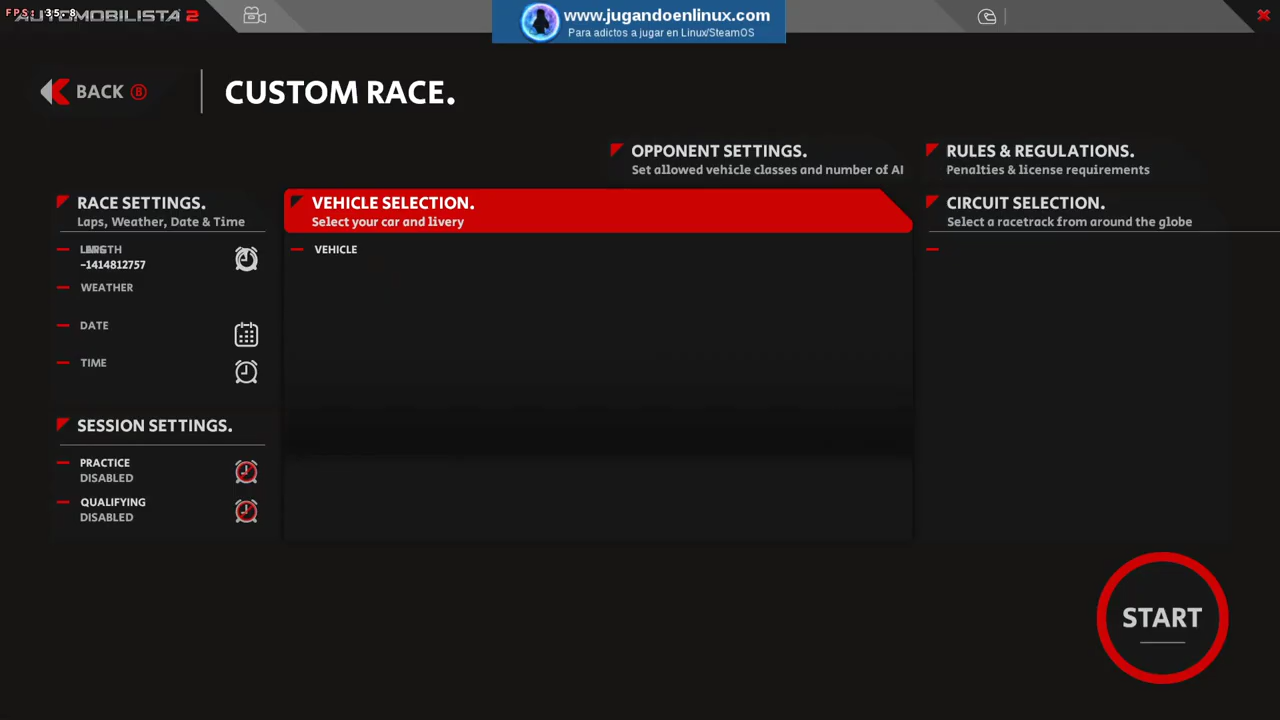 FPS: 35.8
AUTOMOBILISTA 2
www.jugandoenlinux.com
Para adictos a jugar en Linux/SteamOS
BACK B
CUSTOM RACE.
OPPONENT SETTINGS.
Set allowed vehicle classes and number of AI
RULES & REGULATIONS.
Penalties & license requirements
RACE SETTINGS.
Laps, Weather, Date & Time
-1414812757
WEATHER
DATE
TIME
SESSION SETTINGS.
PRACTICE
DISABLED
QUALIFYING
DISABLED
VEHICLE SELECTION.
Select your car and livery
VEHICLE
CIRCUIT SELECTION.
Select a racetrack from around the globe
START